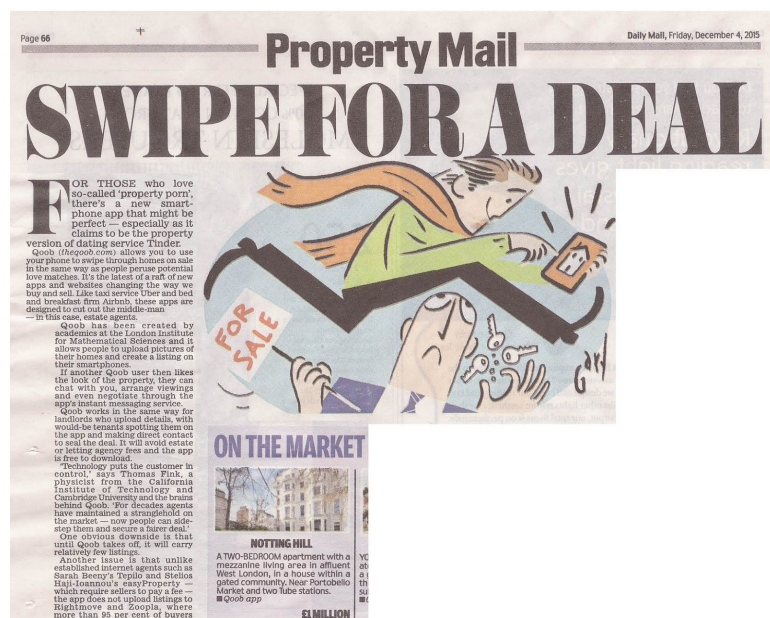 Page 66
Property Mail
Daily Mail, Friday, December 4, 2015
SWIPE FOR A DEAL
FOR THOSE who love
so-called 'property porn',
there's a new smart-
phone app that might be
perfect — especially as it
claims to be the property
version of dating service Tinder.
Qoob (theqoob.com) allows you to use
your phone to swipe through homes on sale
in the same way as people peruse potential
love matches. It's the latest of a raft of new
apps and websites changing the way we
buy and sell. Like taxi service Uber and bed
and breakfast firm Airbnb, these apps are
designed to cut out the middle-man
— in this case, estate agents.
Qoob has been created by
academics at the London Institute
for Mathematical Sciences and it
allows people to upload pictures of
their homes and create a listing on
their smartphones.
If another Qoob user then likes
the look of the property, they can
chat with you, arrange viewings
and even negotiate through the
app's instant messaging service.
Qoob works in the same way for
landlords who upload details, with
would-be tenants spotting them on
the app and making direct contact
to seal the deal. It will avoid estate
or letting agency fees and the app
is free to download.
'Technology puts the customer in
control,' says Thomas Fink, a
physicist from the California
Institute of Technology and
Cambridge University and the brains
behind Qoob. 'For decades agents
have maintained a stranglehold on
the market — now people can side-
step them and secure a fairer deal.'
One obvious downside is that
until Qoob takes off, it will carry
relatively few listings.
Another issue is that unlike
established internet agents such as
Sarah Beeny's Tepilo and Stelios
Haji-Ioannou's easyProperty —
which require sellers to pay a fee —
the app does not upload listings to
Rightmove and Zoopla, where
more than 95 per cent of buyers
FOR
SALE
ON THE MARKET
NOTTING HILL
A TWO-BEDROOM apartment with a
mezzanine living area in affluent
West London, in a house within a
gated community. Near Portobello
Market and two Tube stations.
■ Qoob app
£1 MILLION